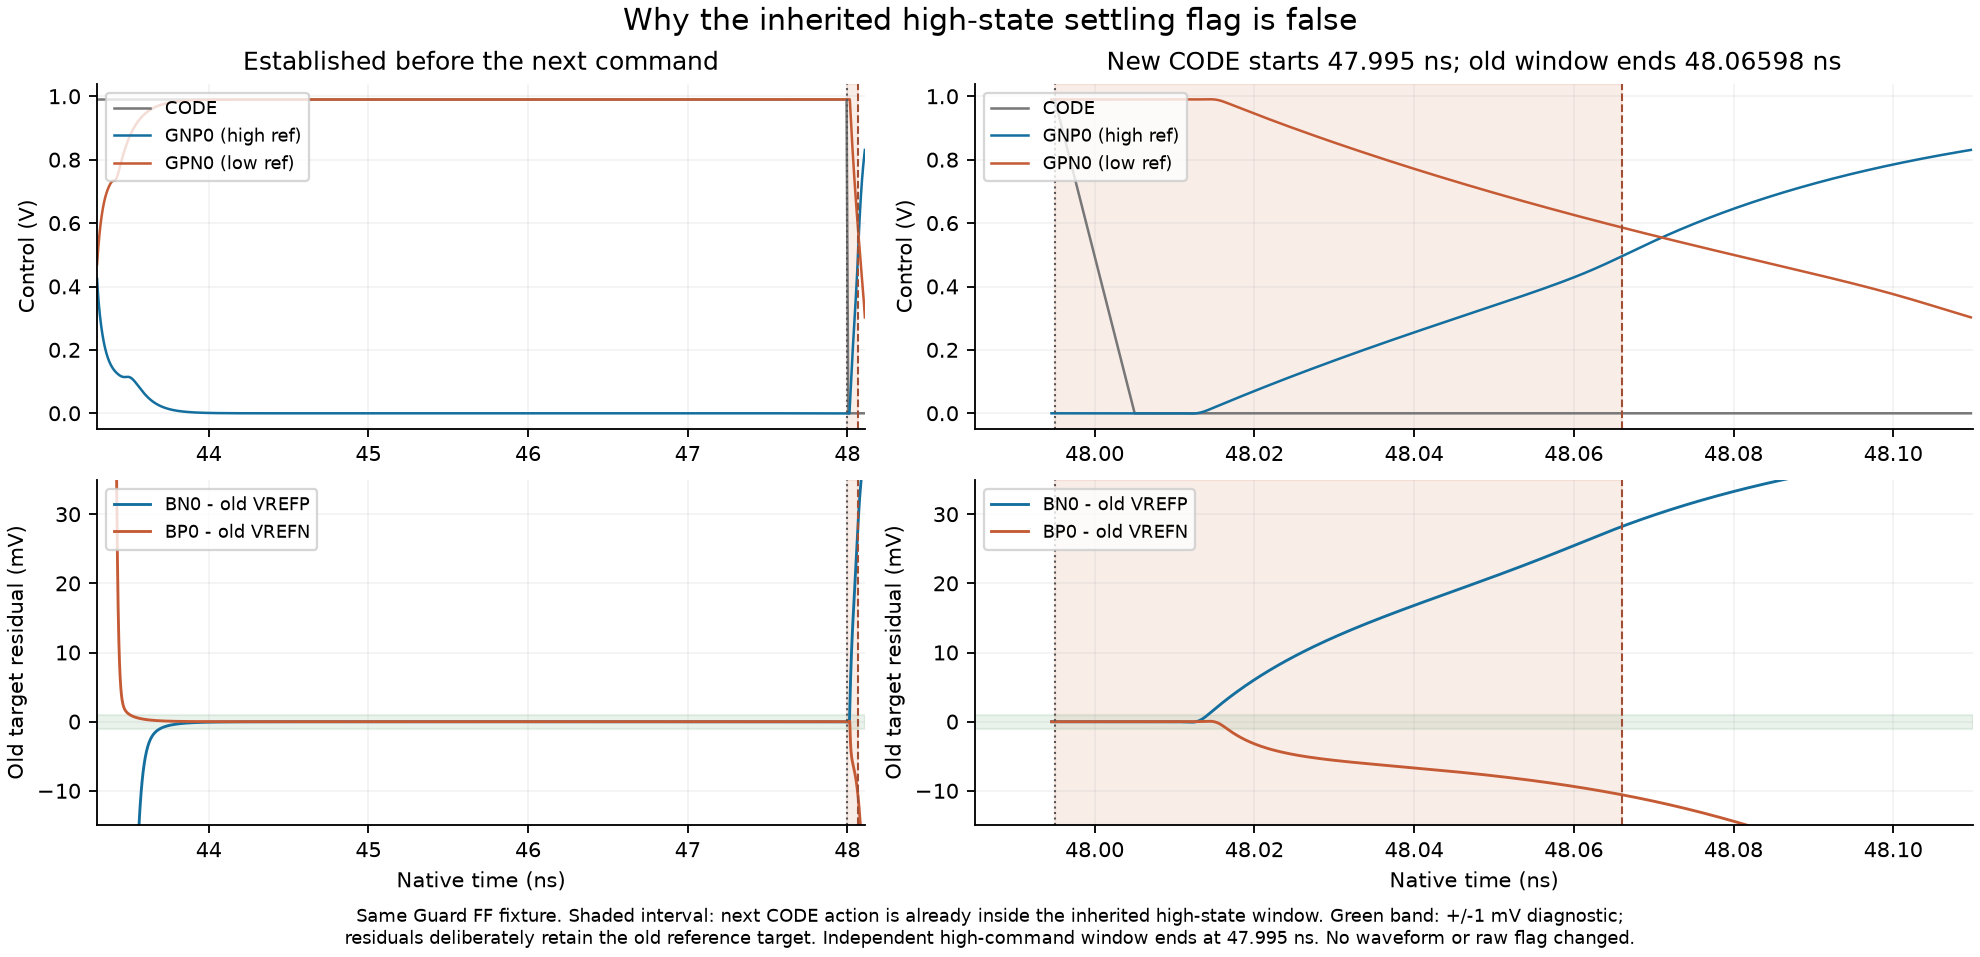 Why the inherited high-state settling flag is false
Established before the next command
New CODE starts 47.995 ns; old window ends 48.06598 ns
Control (V)
1.0
0.8
0.6
0.4
0.2
0.0
CODE
GNP0 (high ref)
GPN0 (low ref)
44
45
46
47
48
Control (V)
1.0
0.8
0.6
0.4
0.2
0.0
CODE
GNP0 (high ref)
GPN0 (low ref)
48.00
48.02
48.04
48.06
48.08
48.10
Old target residual (mV)
30
20
10
0
−10
BN0 - old VREFP
BP0 - old VREFN
44
45
46
47
48
Native time (ns)
Old target residual (mV)
30
20
10
0
−10
BN0 - old VREFP
BP0 - old VREFN
48.00
48.02
48.04
48.06
48.08
48.10
Native time (ns)
Same Guard FF fixture. Shaded interval: next CODE action is already inside the inherited high-state window. Green band: +/-1 mV diagnostic;
residuals deliberately retain the old reference target. Independent high-command window ends at 47.995 ns. No waveform or raw flag changed.